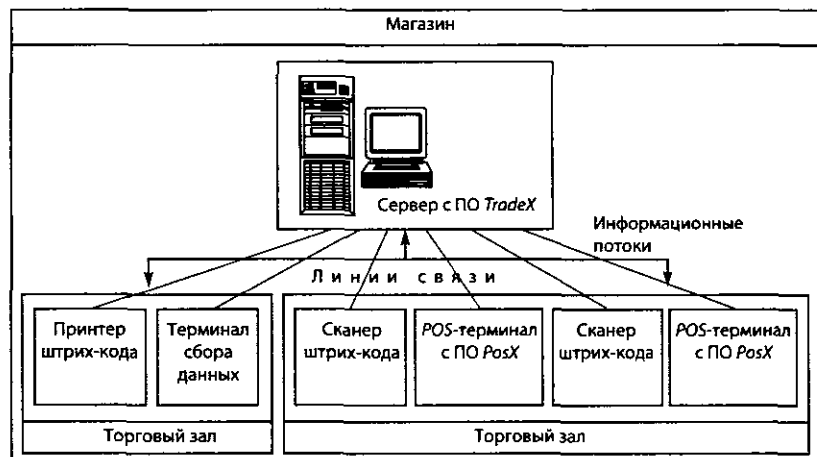 Магазин
Сервер с ПО TradeX
Информационные
потоки
Линии связи
Принтер
штрих-кода
Терминал
сбора
данных
Сканер
штрих-кода
POS-терминал
с ПО PosX
Сканер
штрих-кода
POS-терминал
с ПО PosX
Торговый зал
Торговый зал